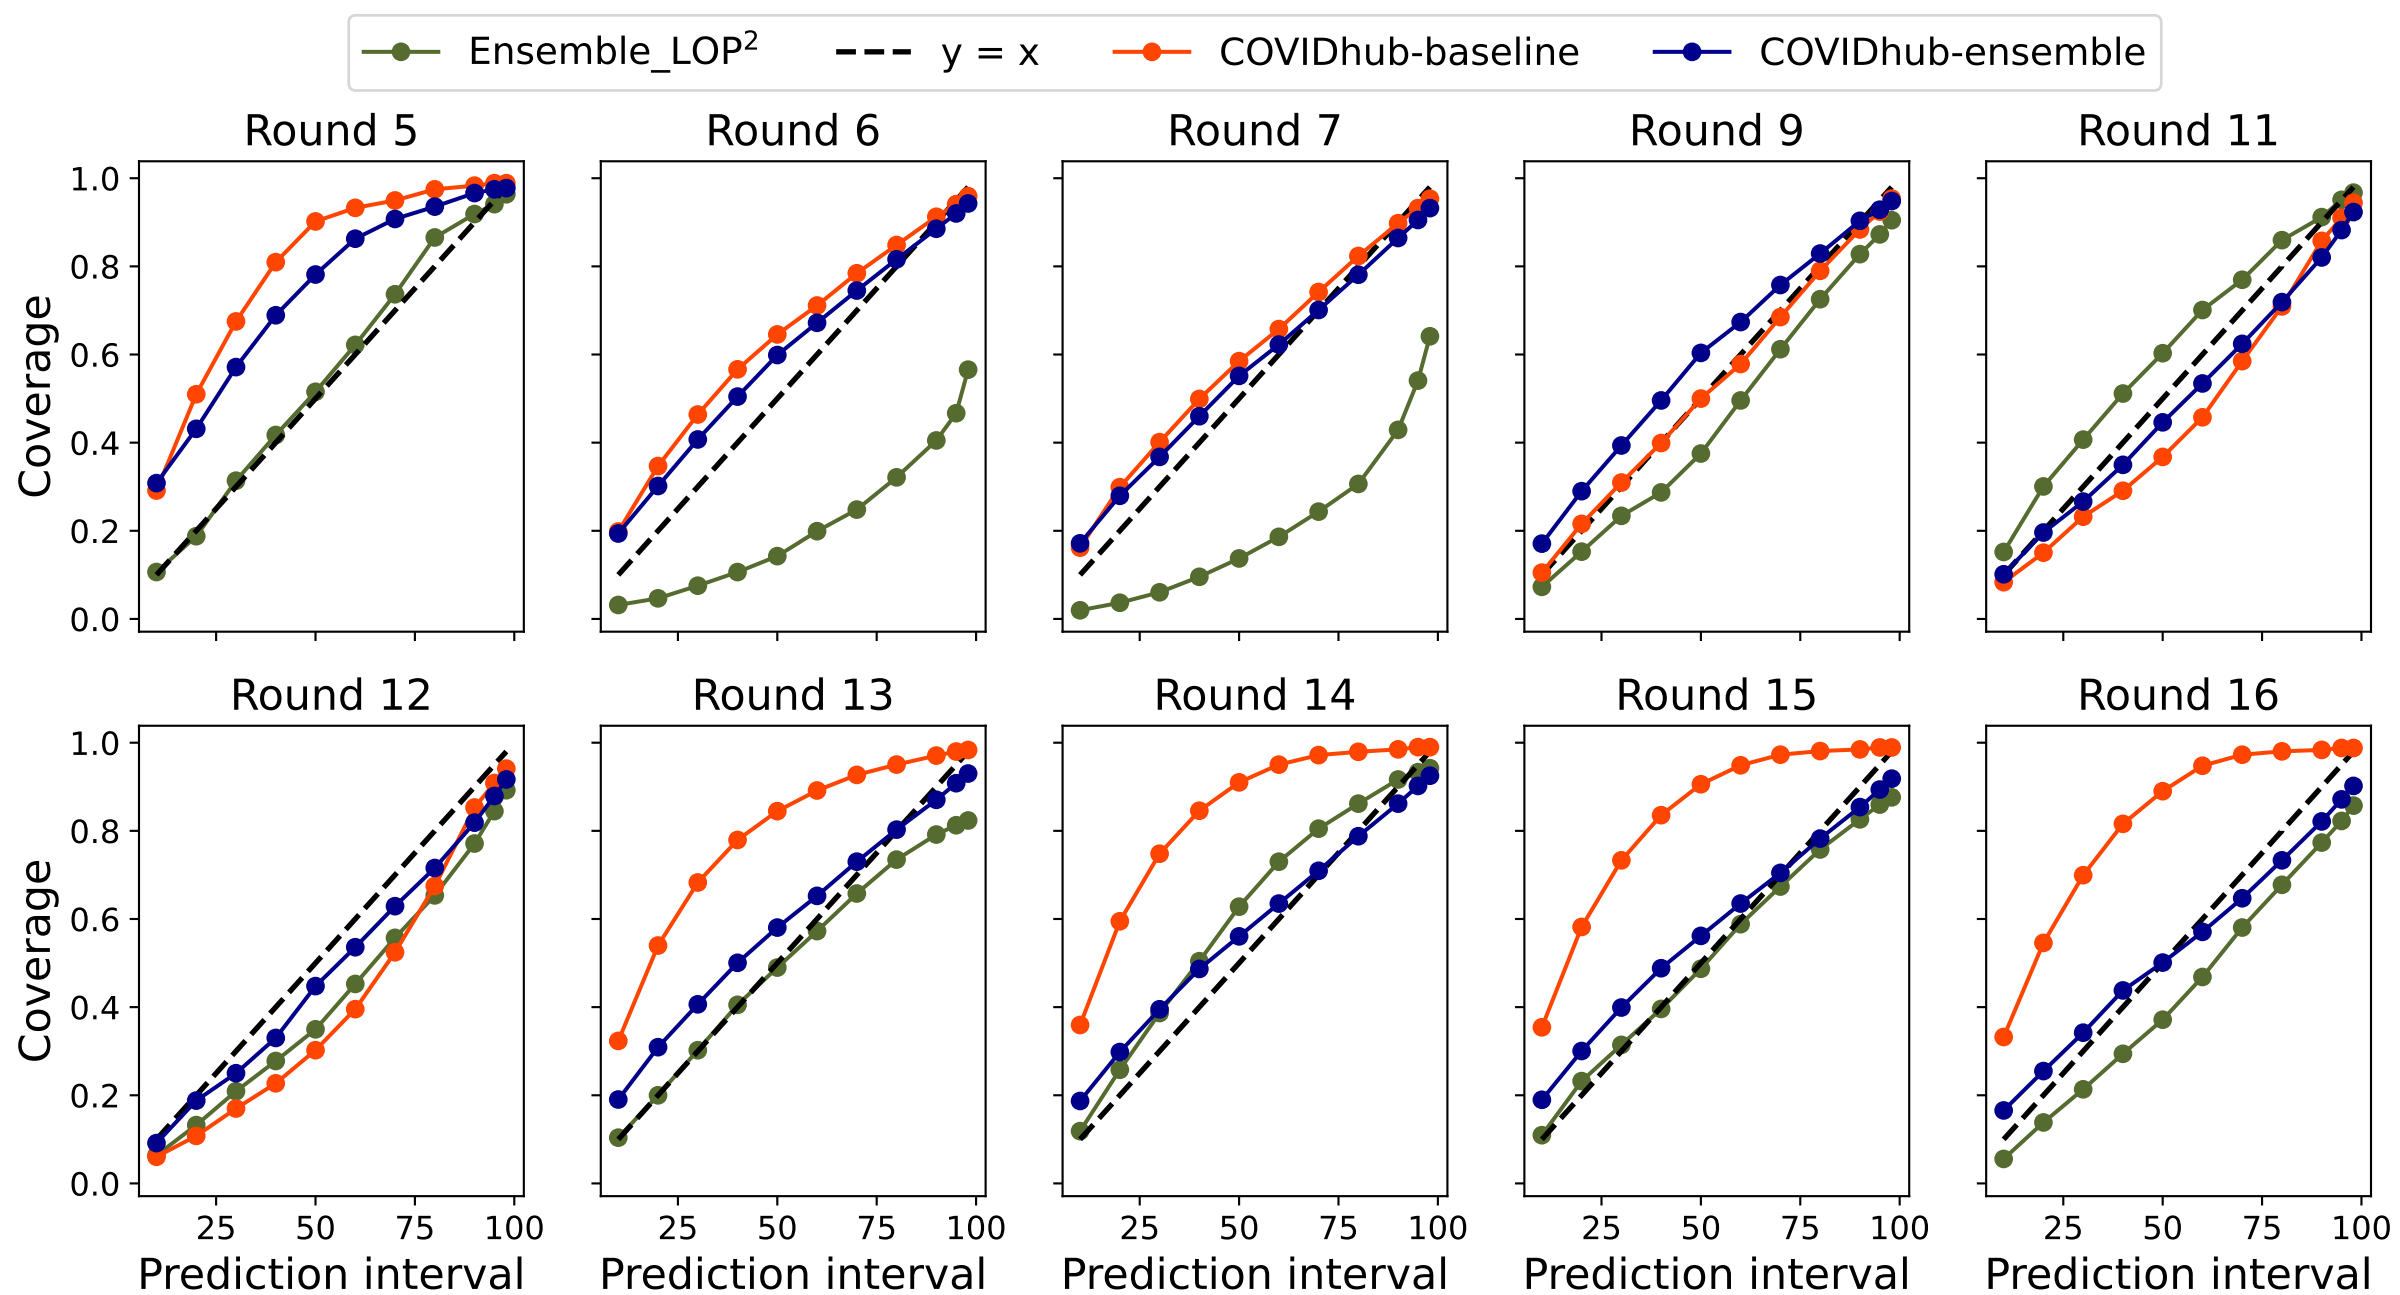 Ensemble_LOP² y = x COVIDhub-baseline COVIDhub-ensemble
Round 5 Round 6 Round 7 Round 9 Round 11
1.0
0.8
0.6
0.4
0.2
0.0
Coverage
Round 12 Round 13 Round 14 Round 15 Round 16
1.0
0.8
0.6
0.4
0.2
0.0
Coverage
25 50 75 100 25 50 75 100 25 50 75 100 25 50 75 100 25 50 75 100
Prediction interval Prediction interval Prediction interval Prediction interval Prediction interval